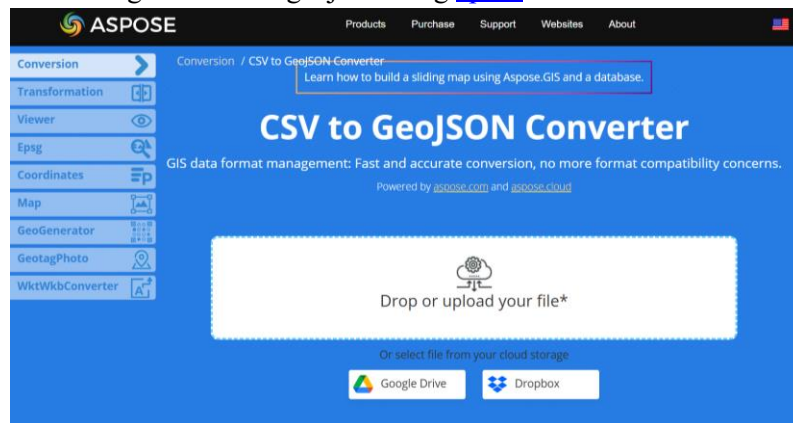 ASPOSE
Products Purchase Support Websites About
Conversion
Transformation
Viewer
Epsg
Coordinates
Map
GeoGenerator
GeotagPhoto
WktWkbConverter
Conversion / CSV to GeoJSON Converter
Learn how to build a sliding map using Aspose.GIS and a database.
CSV to GeoJSON Converter
GIS data format management: Fast and accurate conversion, no more format compatibility concerns.
Powered by aspose.com and aspose.cloud
Drop or upload your file*
Or select file from your cloud storage
Google Drive
Dropbox